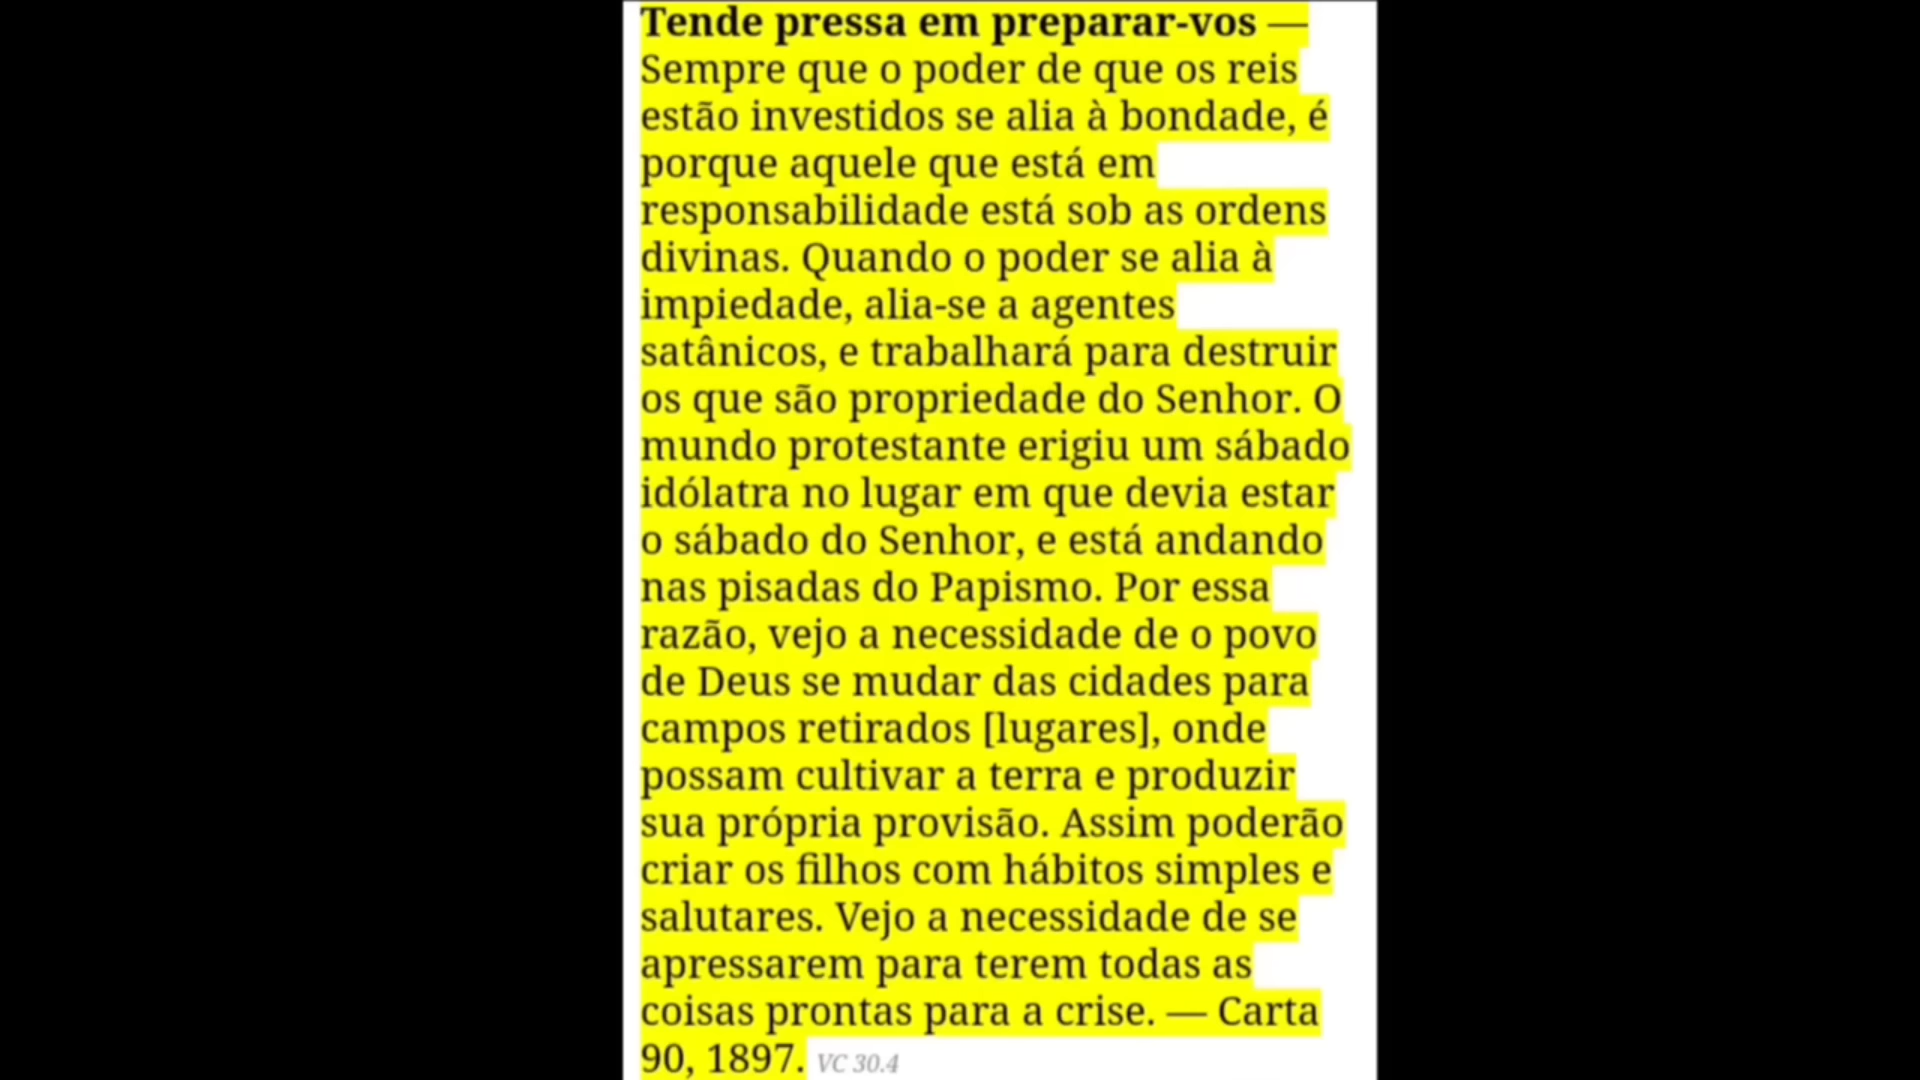 Tende pressa em preparar-vos —
Sempre que o poder de que os reis
estão investidos se alia à bondade, é
porque aquele que está em
responsabilidade está sob as ordens
divinas. Quando o poder se alia à
impiedade, alia-se a agentes
satânicos, e trabalhará para destruir
os que são propriedade do Senhor. O
mundo protestante erigiu um sábado
idólatra no lugar em que devia estar
o sábado do Senhor, e está andando
nas pisadas do Papismo. Por essa
razão, vejo a necessidade de o povo
de Deus se mudar das cidades para
campos retirados [lugares], onde
possam cultivar a terra e produzir
sua própria provisão. Assim poderão
criar os filhos com hábitos simples e
salutares. Vejo a necessidade de se
apressarem para terem todas as
coisas prontas para a crise. — Carta
90, 1897. VC 30.4